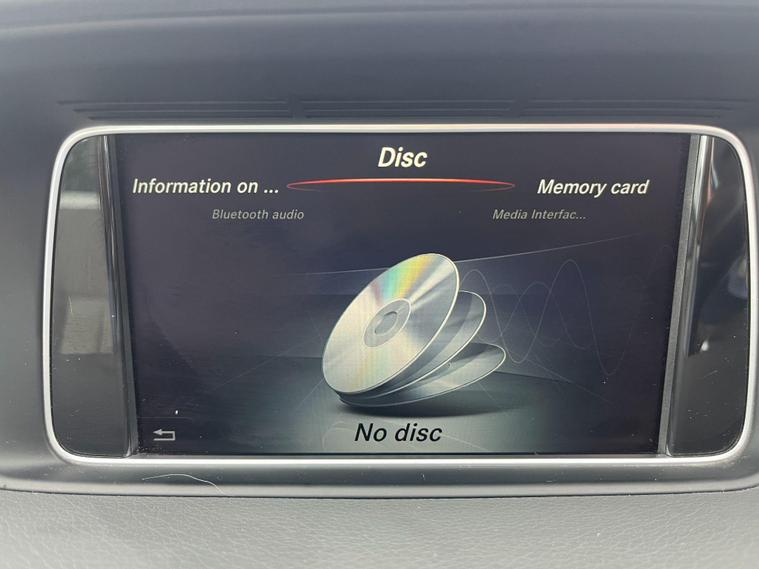 Disc
Information on ...
Memory card
Bluetooth audio
Media Interfac...
No disc